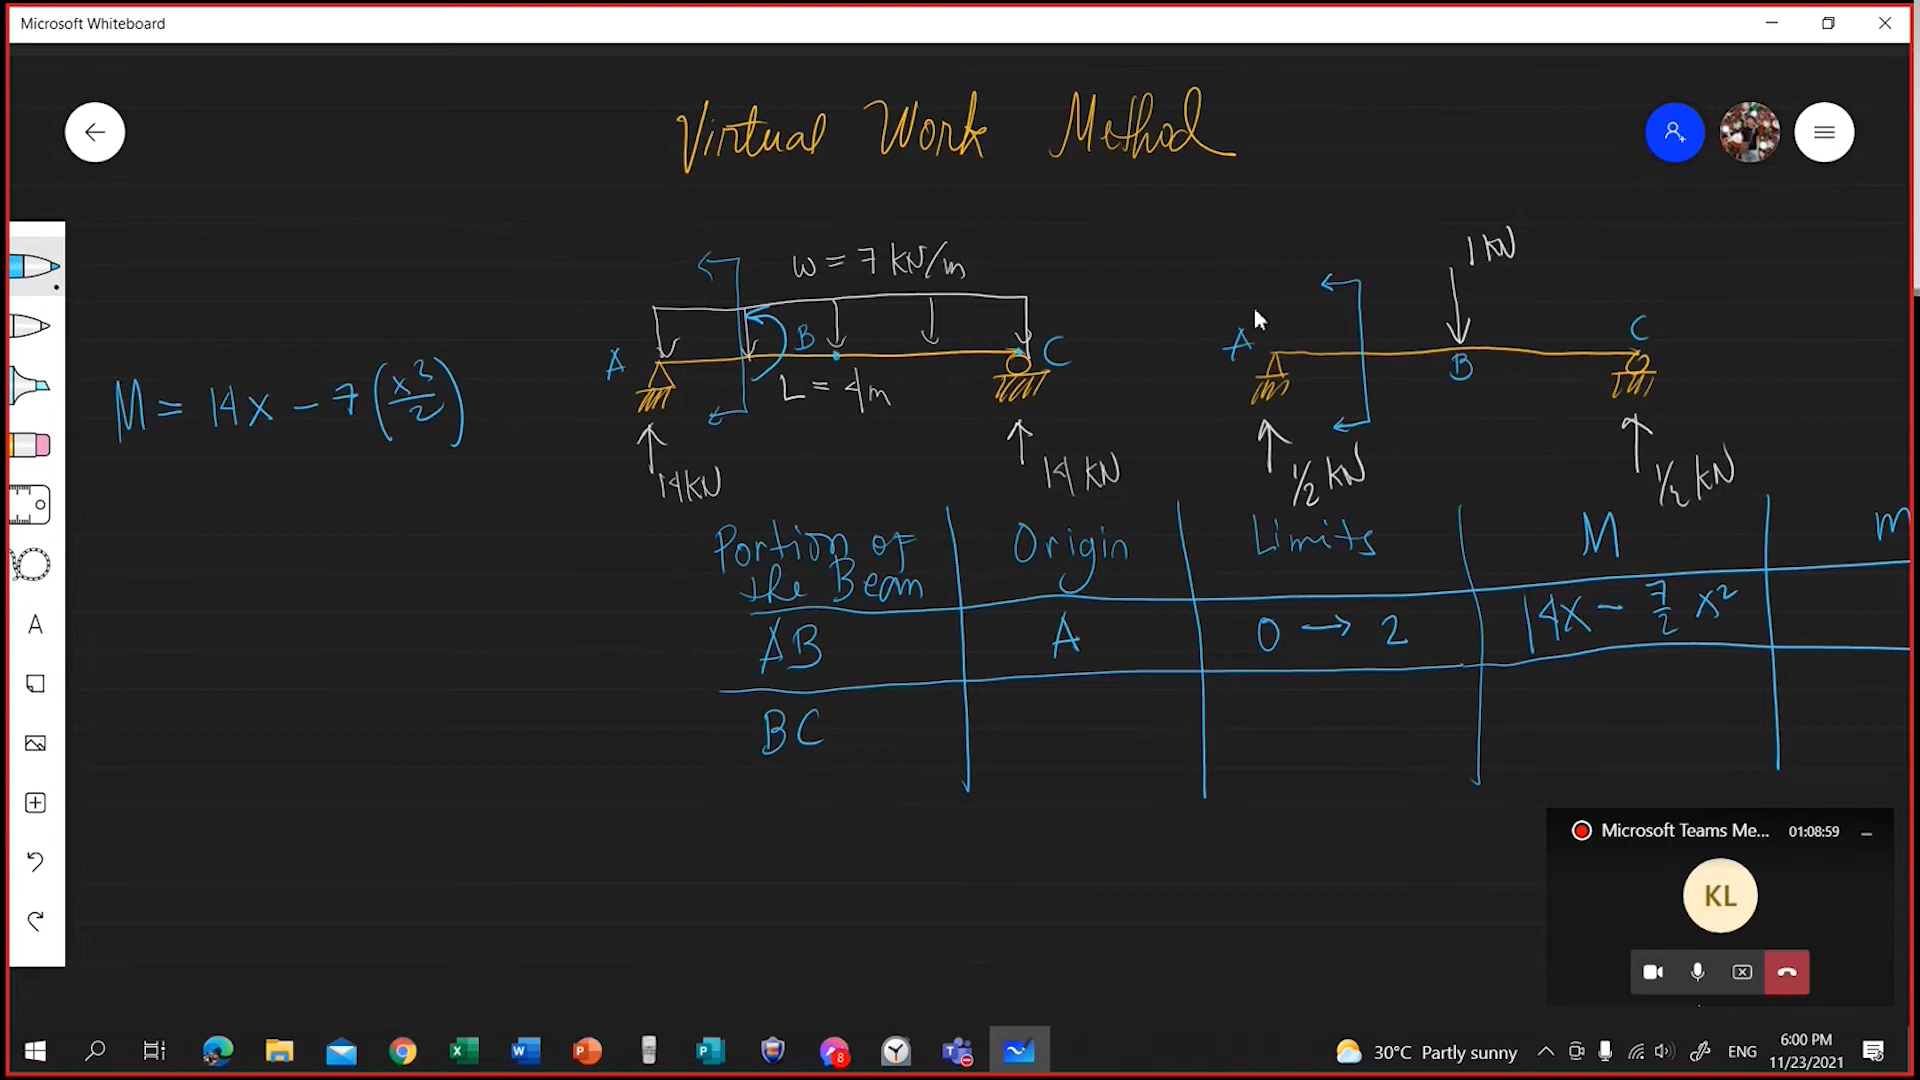 Microsoft Whiteboard
Virtual Work Method
w = 7 kN/m
1 kN
A B C
A B C
L = 4m
M = 14x - 7 (x²/2)
14kN 14 kN
1/2 kN 1/2 kN
Portion of the Beam Origin Limits M m
AB A 0 → 2 14x - 7/2 x²
BC
A
Microsoft Teams Me... 01:08:59
KL
8
30°C Partly sunny ENG
6:00 PM
11/23/2021